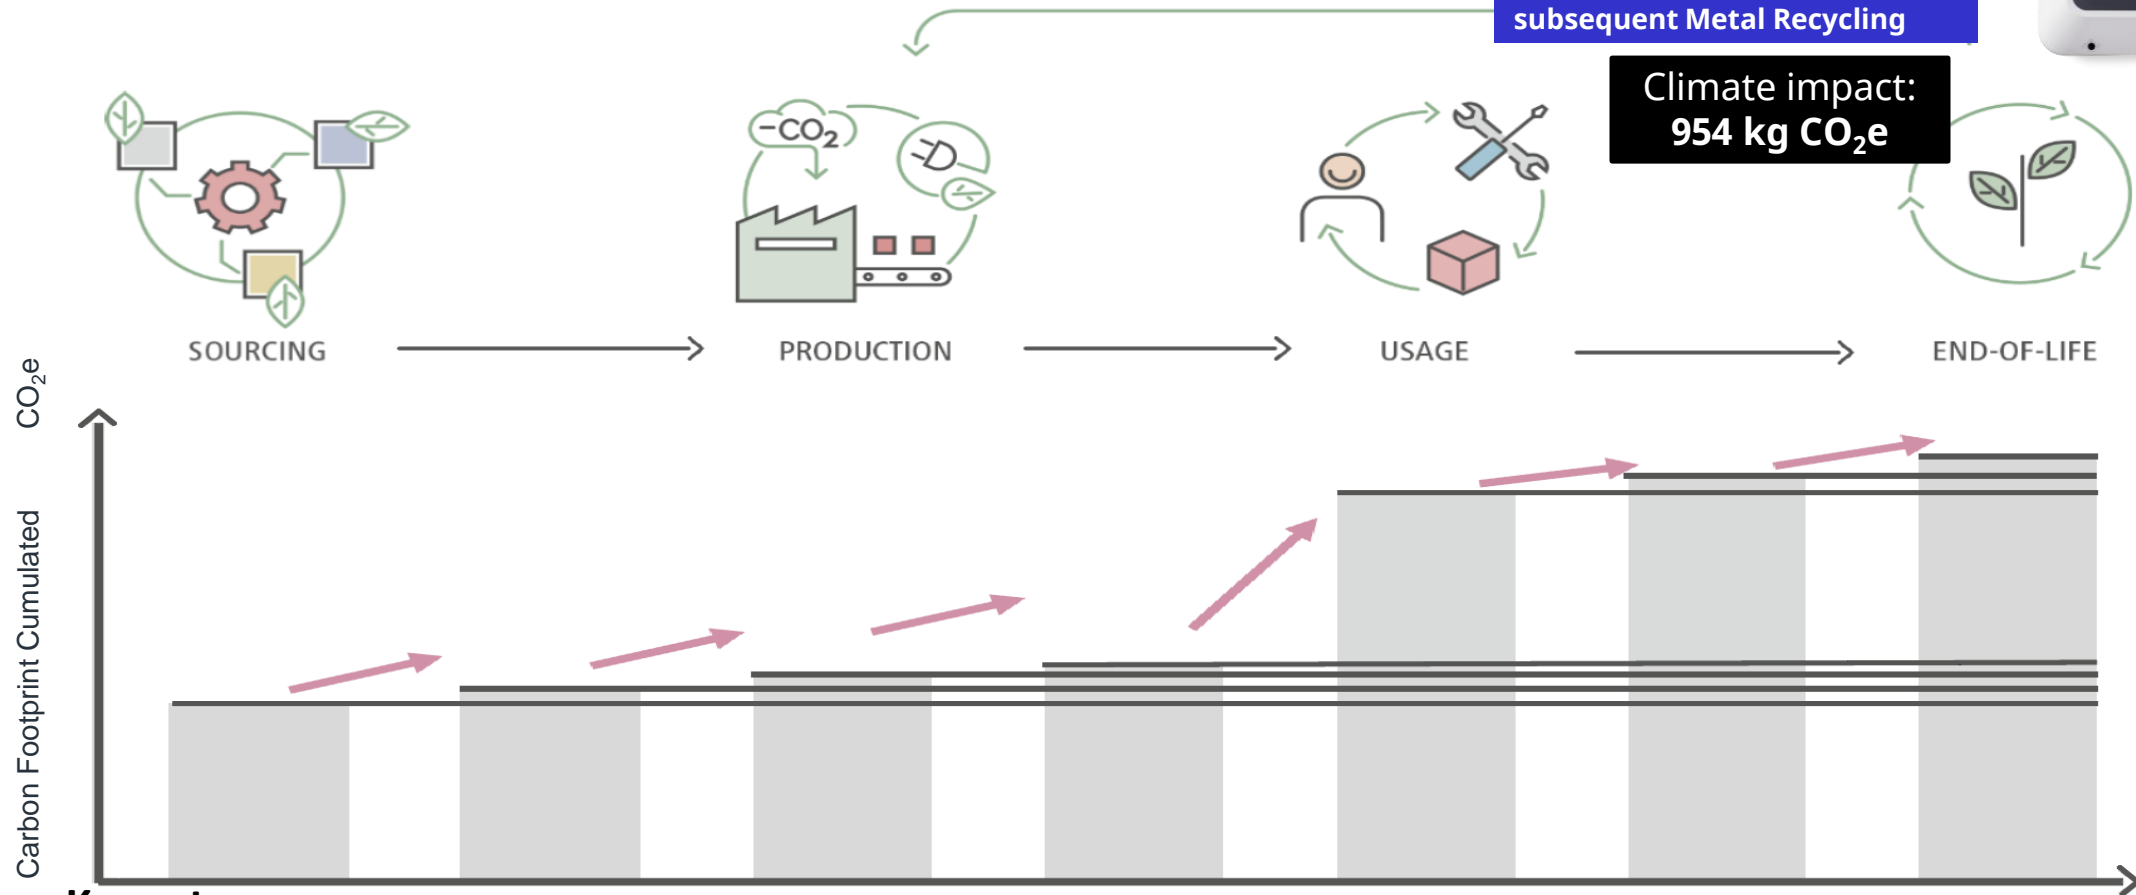 subsequent Metal Recycling
Climate impact:
954 kg CO₂e
–CO₂
SOURCING
PRODUCTION
USAGE
END-OF-LIFE
Carbon Footprint Cumulated CO₂e